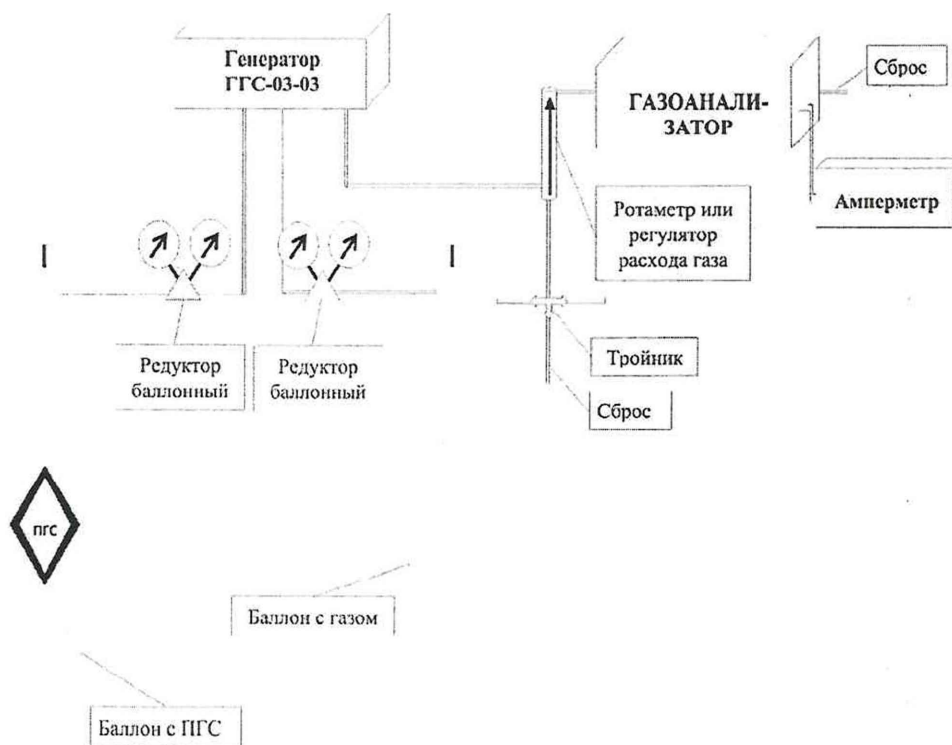 Генератор
ГГС-03-03
Сброс
ГАЗОАНАЛИ-
ЗАТОР
Амперметр
Ротаметр или
регулятор
расхода газа
Редуктор
баллонный
Редуктор
баллонный
Тройник
Сброс
ПГС
Баллон с газом
Баллон с ПГС